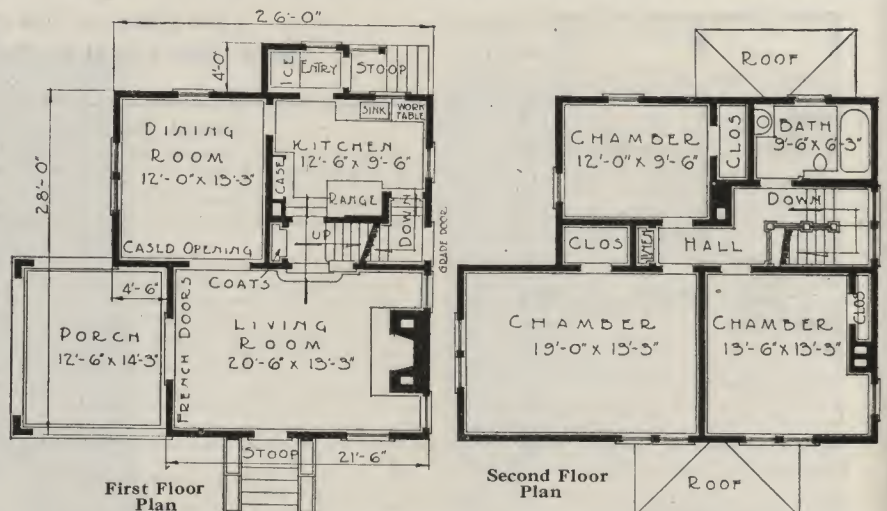 26'-0"
4'-0"
ICE
ENTRY
STOOP
SINK
WORK
TABLE
DINING
ROOM
12'-0" X 13'-3"
KITCHEN
12'-6" X 9'-6"
CASE
RANGE
28'-0"
UP
DOWN
GRADE DOOR
CASED OPENING
COATS
4'-6"
PORCH
12'-6" X 14'-3"
FRENCH DOORS
LIVING
ROOM
20'-6" X 13'-3"
STOOP
21'-6"
First Floor
Plan
ROOF
CHAMBER
12'-0" X 9'-6"
CLOS
BATH
9'-6" X 6'-3"
DOWN
CLOS
LINEN
HALL
CHAMBER
19'-0" X 13'-3"
CHAMBER
13'-6" X 13'-3"
CLOS
Second Floor
Plan
ROOF